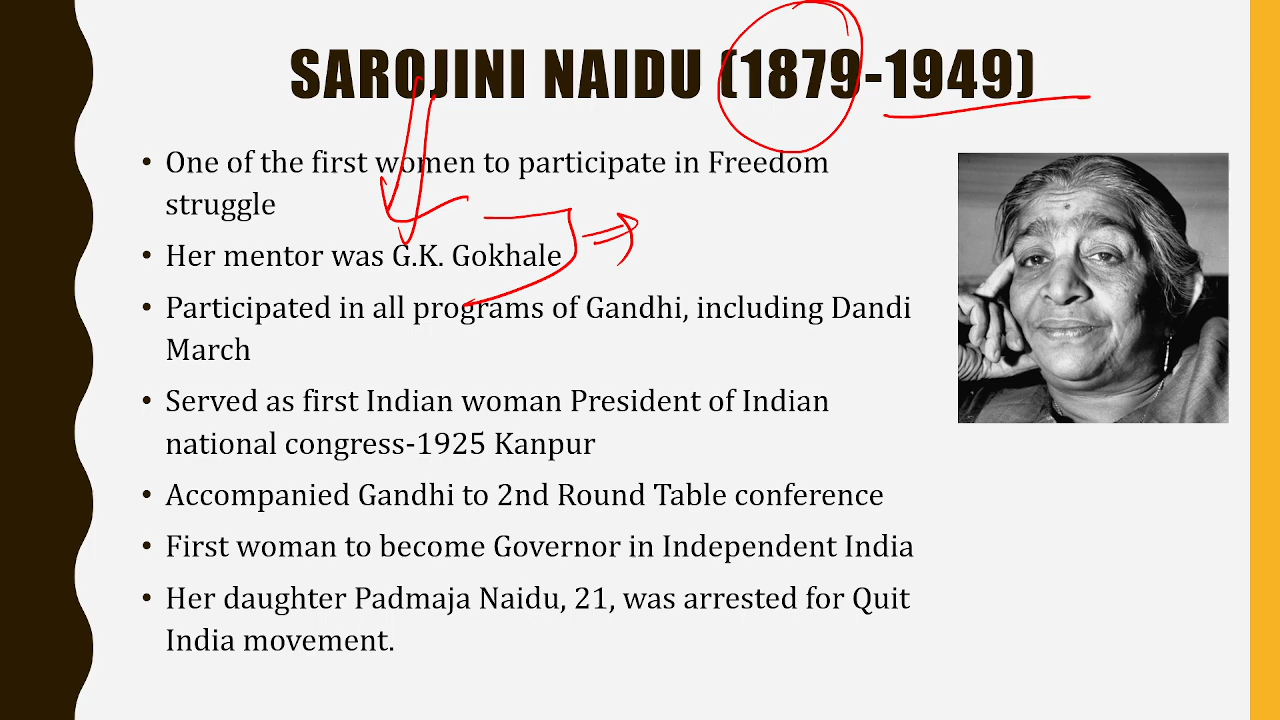 SAROJINI NAIDU (1879-1949)
• One of the first women to participate in Freedom
struggle
• Her mentor was G.K. Gokhale
• Participated in all programs of Gandhi, including Dandi
March
• Served as first Indian woman President of Indian
national congress-1925 Kanpur
• Accompanied Gandhi to 2nd Round Table conference
• First woman to become Governor in Independent India
• Her daughter Padmaja Naidu, 21, was arrested for Quit
India movement.